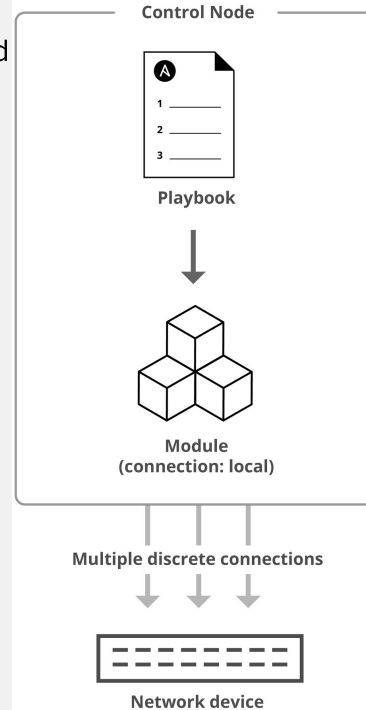 Control Node
d
1
2
3
Playbook
Module
(connection: local)
Multiple discrete connections
Network device